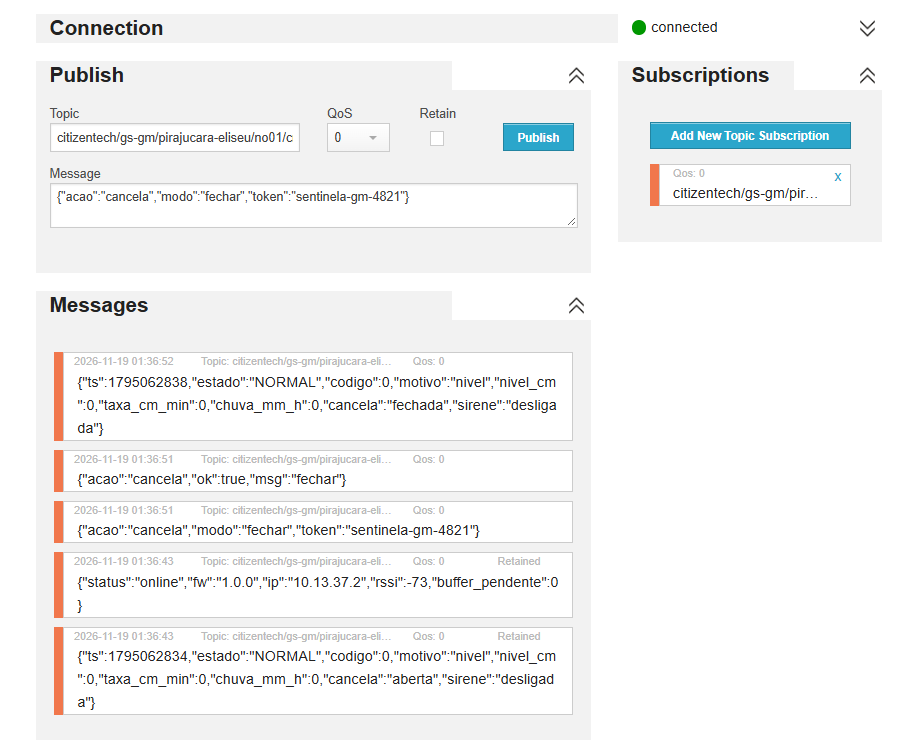 Connection
connected
Publish
Subscriptions
Topic
QoS
Retain
citizentech/gs-gm/pirajucara-eliseu/no01/c
0
Publish
Add New Topic Subscription
Message
{"acao":"cancela","modo":"fechar","token":"sentinela-gm-4821"}
Qos: 0
x
citizentech/gs-gm/pir...
Messages
2026-11-19 01:36:52 Topic: citizentech/gs-gm/pirajucara-eli... Qos: 0
{"ts":1795062838,"estado":"NORMAL","codigo":0,"motivo":"nivel","nivel_cm
":0,"taxa_cm_min":0,"chuva_mm_h":0,"cancela":"fechada","sirene":"desliga
da"}
2026-11-19 01:36:51 Topic: citizentech/gs-gm/pirajucara-eli... Qos: 0
{"acao":"cancela","ok":true,"msg":"fechar"}
2026-11-19 01:36:51 Topic: citizentech/gs-gm/pirajucara-eli... Qos: 0
{"acao":"cancela","modo":"fechar","token":"sentinela-gm-4821"}
2026-11-19 01:36:43 Topic: citizentech/gs-gm/pirajucara-eli... Qos: 0 Retained
{"status":"online","fw":"1.0.0","ip":"10.13.37.2","rssi":-73,"buffer_pendente":0
}
2026-11-19 01:36:43 Topic: citizentech/gs-gm/pirajucara-eli... Qos: 0 Retained
{"ts":1795062834,"estado":"NORMAL","codigo":0,"motivo":"nivel","nivel_cm
":0,"taxa_cm_min":0,"chuva_mm_h":0,"cancela":"aberta","sirene":"desligad
a"}